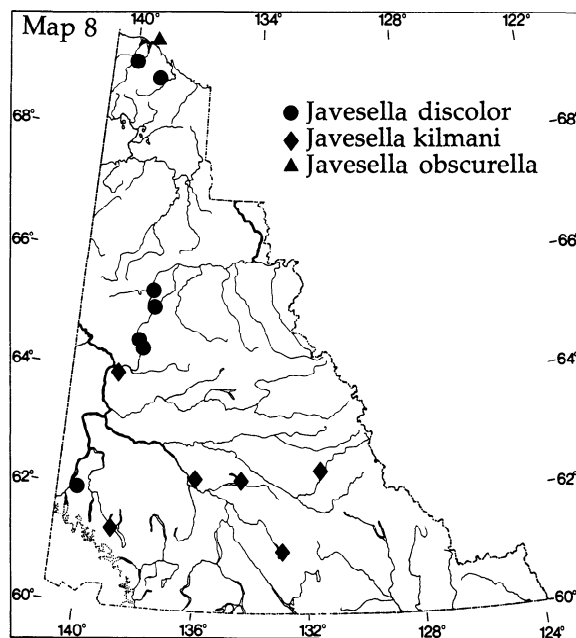 Map 8
140° 134° 128° 122°
● Javesella discolor
68° 68°
◆ Javesella kilmani
▲ Javesella obscurella
66° 66°
64° 64°
62° 62°
60° 60°
140° 136° 132° 128° 124°